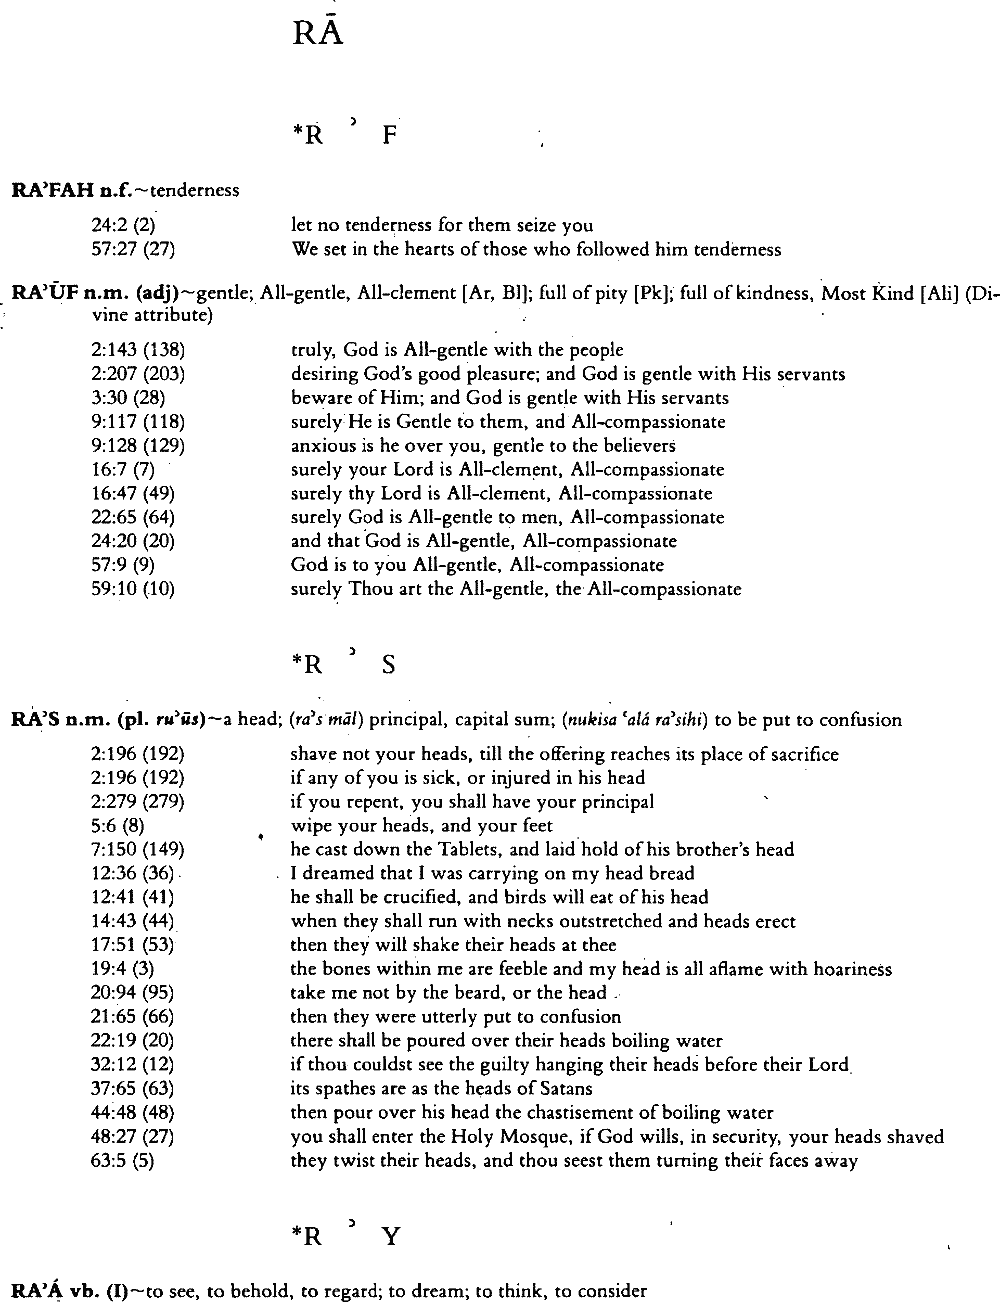 RĀ
*R ʾ F
RAʾFAH n.f.~tenderness
24:2 (2) let no tenderness for them seize you
57:27 (27) We set in the hearts of those who followed him tenderness
RAʾŪF n.m. (adj)~gentle; All-gentle, All-clement [Ar, Bl]; full of pity [Pk]; full of kindness, Most Kind [Ali] (Di-
vine attribute)
2:143 (138) truly, God is All-gentle with the people
2:207 (203) desiring God's good pleasure; and God is gentle with His servants
3:30 (28) beware of Him; and God is gentle with His servants
9:117 (118) surely He is Gentle to them, and All-compassionate
9:128 (129) anxious is he over you, gentle to the believers
16:7 (7) surely your Lord is All-clement, All-compassionate
16:47 (49) surely thy Lord is All-clement, All-compassionate
22:65 (64) surely God is All-gentle to men, All-compassionate
24:20 (20) and that God is All-gentle, All-compassionate
57:9 (9) God is to you All-gentle, All-compassionate
59:10 (10) surely Thou art the All-gentle, the All-compassionate
*R ʾ S
RAʾS n.m. (pl. ruʾūs)~a head; (raʾs māl) principal, capital sum; (nukisa ʿalá raʾsihi) to be put to confusion
2:196 (192) shave not your heads, till the offering reaches its place of sacrifice
2:196 (192) if any of you is sick, or injured in his head
2:279 (279) if you repent, you shall have your principal
5:6 (8) wipe your heads, and your feet
7:150 (149) he cast down the Tablets, and laid hold of his brother's head
12:36 (36) I dreamed that I was carrying on my head bread
12:41 (41) he shall be crucified, and birds will eat of his head
14:43 (44) when they shall run with necks outstretched and heads erect
17:51 (53) then they will shake their heads at thee
19:4 (3) the bones within me are feeble and my head is all aflame with hoariness
20:94 (95) take me not by the beard, or the head
21:65 (66) then they were utterly put to confusion
22:19 (20) there shall be poured over their heads boiling water
32:12 (12) if thou couldst see the guilty hanging their heads before their Lord
37:65 (63) its spathes are as the heads of Satans
44:48 (48) then pour over his head the chastisement of boiling water
48:27 (27) you shall enter the Holy Mosque, if God wills, in security, your heads shaved
63:5 (5) they twist their heads, and thou seest them turning their faces away
*R ʾ Y
RAʾÁ vb. (I)~to see, to behold, to regard; to dream; to think, to consider